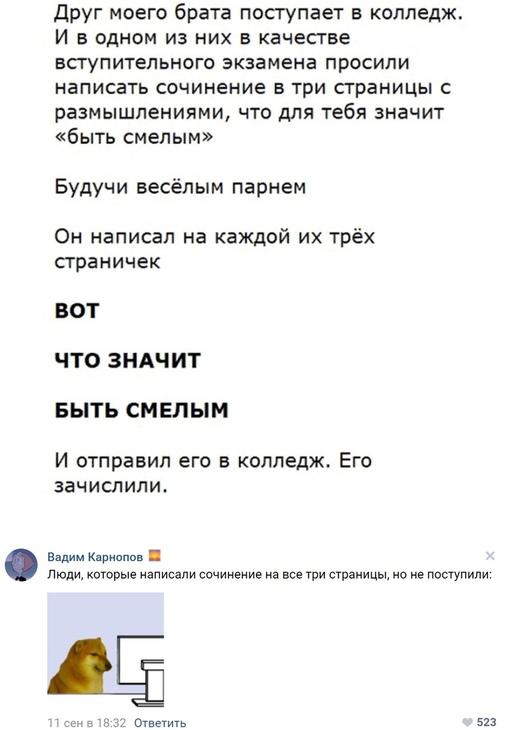 Друг моего брата поступает в колледж.
И в одном из них в качестве
вступительного экзамена просили
написать сочинение в три страницы с
размышлениями, что для тебя значит
«быть смелым»
Будучи весёлым парнем
Он написал на каждой их трёх
страничек
ВОТ
ЧТО ЗНАЧИТ
БЫТЬ СМЕЛЫМ
И отправил его в колледж. Его
зачислили.
Вадим Карнопов
Люди, которые написали сочинение на все три страницы, но не поступили:
11 сен в 18:32 Ответить 523